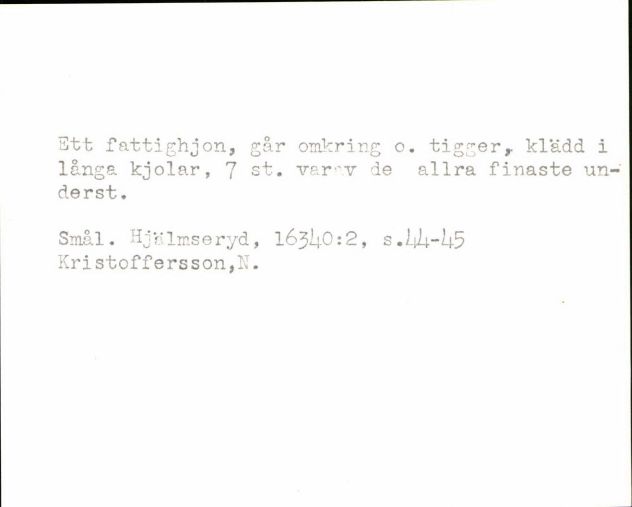 Ett fattighjon, går omkring o. tigger, klädd i
långa kjolar, 7 st. varav de allra finaste un-
derst.
Smål. Hjälmseryd, 16340:2, s.44-45
Kristoffersson,N.